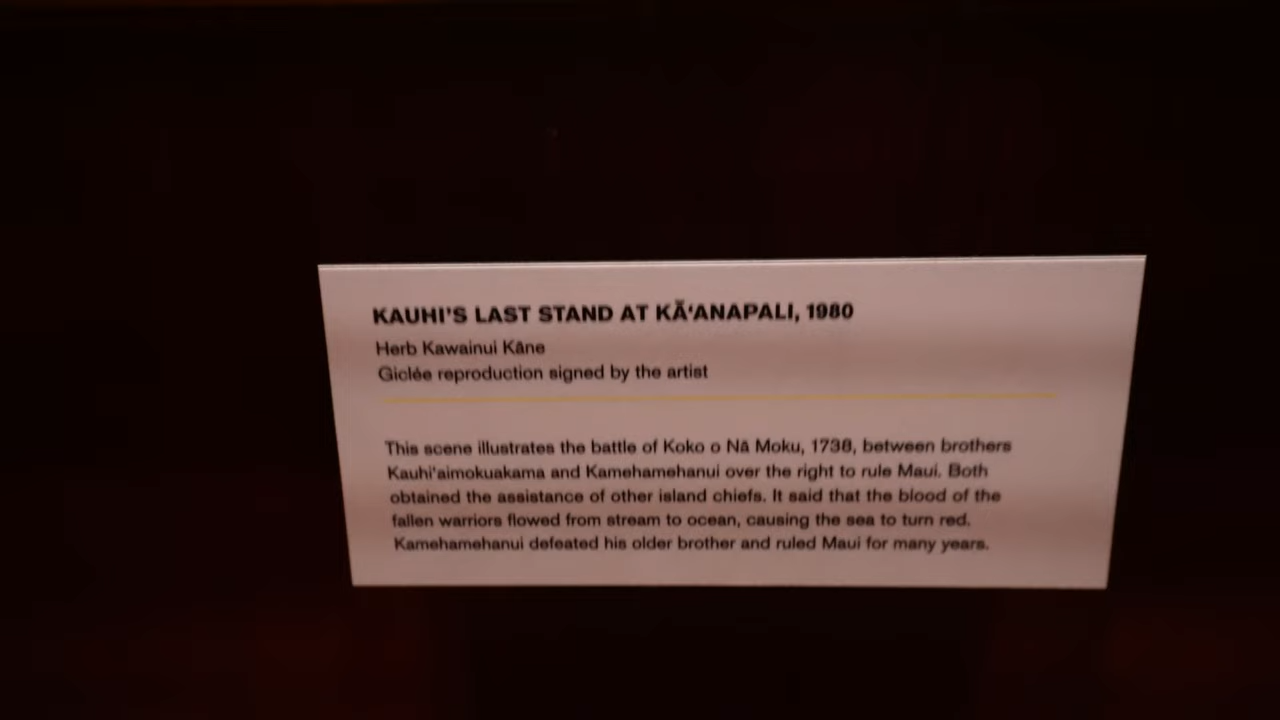 KAUHI'S LAST STAND AT KĀ‘ANAPALI, 1980
Herb Kawainui Kāne
Giclée reproduction signed by the artist
This scene illustrates the battle of Koko o Nā Moku, 1738, between brothers
Kauhi'aimokuakama and Kamehamehanui over the right to rule Maui. Both
obtained the assistance of other island chiefs. It said that the blood of the
fallen warriors flowed from stream to ocean, causing the sea to turn red.
Kamehamehanui defeated his older brother and ruled Maui for many years.